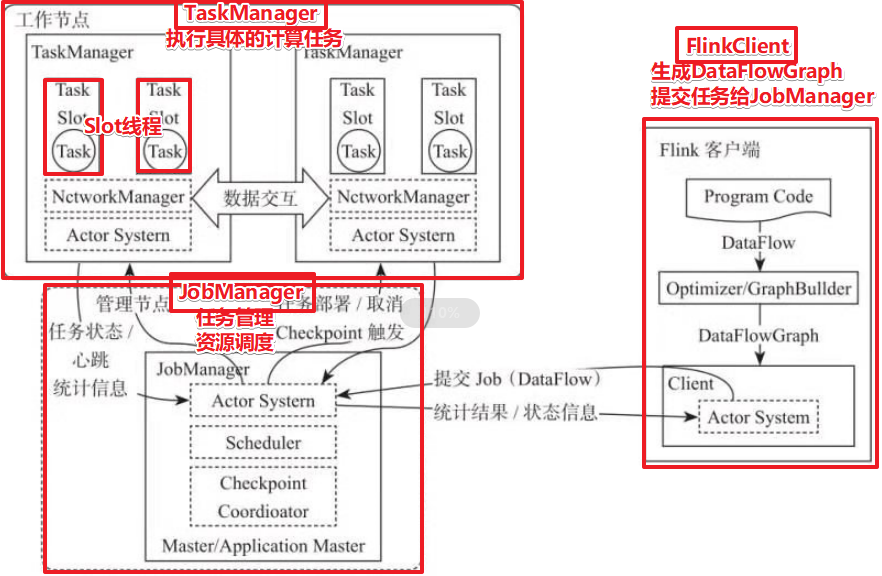 工作节点
TaskManager
执行具体的计算任务
TaskManager
TaskManager
Task
Slot
Task
Task
Slot
Task
Slot线程
Task
Slot
Task
Task
Slot
Task
NctworkManager
Actor Systern
数据交互
NctworkManager
Actor Systern
FlinkClient
生成DataFlowGraph
提交任务给JobManager
Flink 客户端
Program Code
DataFlow
Optimizer/GraphBullder
DataFlowGraph
Client
Actor System
管理节点
JobManager
任务管理
资源调度
任务部署 / 取消
Checkpoint 触发
10%
任务状态 /
心跳
统计信息
JobManager
Actor Systern
Scheduler
Checkpoint
Coordioator
Master/Application Master
提交 Job（DataFlow）
统计结果 / 状态信息